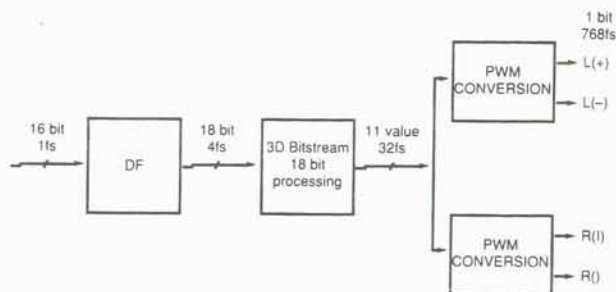 1 bit
768fs
PWM
CONVERSION
L(+)
L(–)
16 bit
1fs
DF
18 bit
4fs
3D Bitstream
18 bit
processing
11 value
32fs
PWM
CONVERSION
R(I)
R()